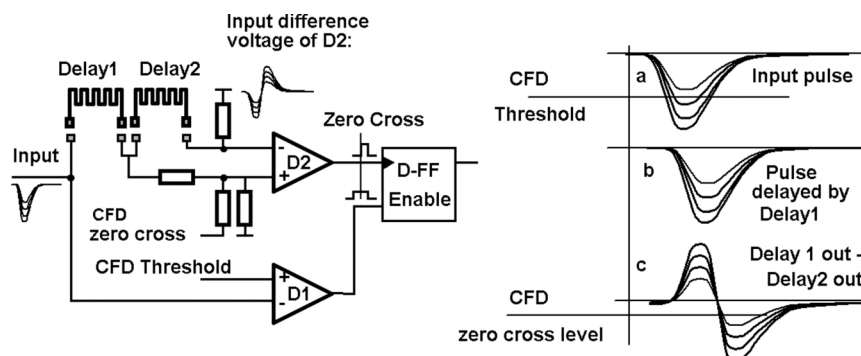 Input difference
voltage of D2:
Delay1 Delay2
Input
Zero Cross
-
D2
+
D-FF
Enable
CFD
zero cross
CFD Threshold
+
D1
-
a
Input pulse
CFD
Threshold
b
Pulse
delayed by
Delay1
c
Delay 1 out -
Delay2 out
CFD
zero cross level